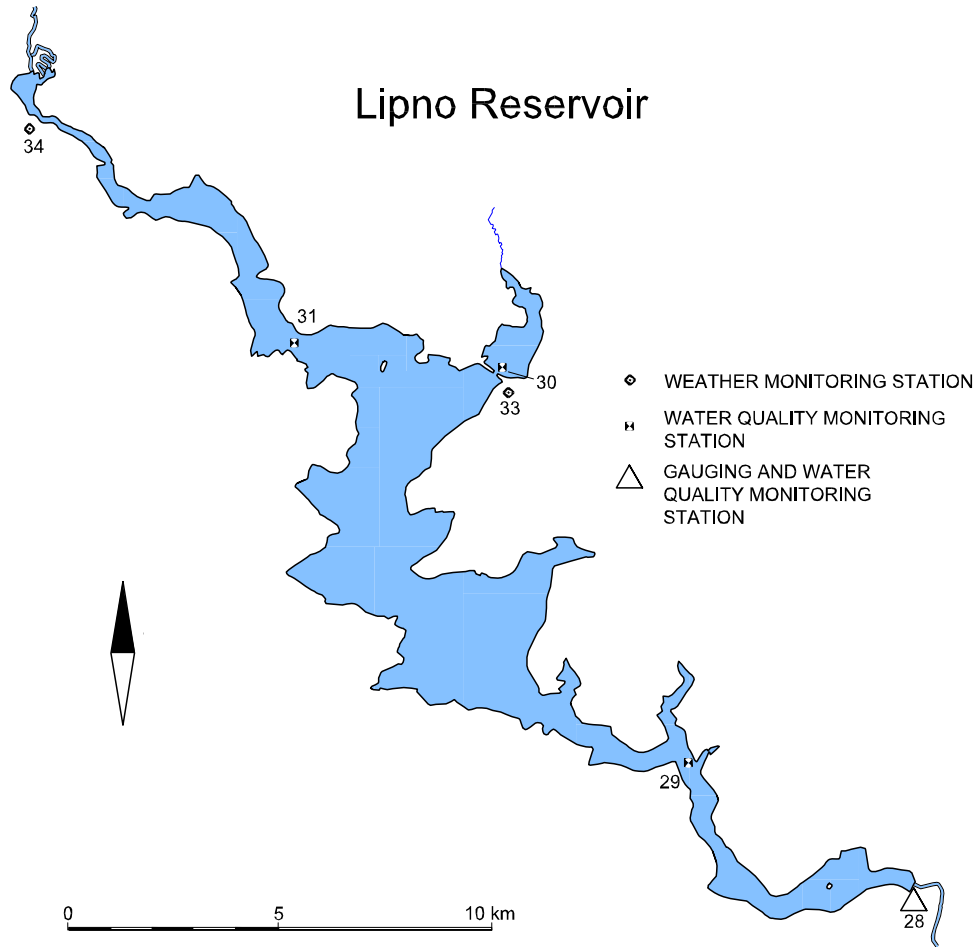 Lipno Reservoir
34
31
30
33
WEATHER MONITORING STATION
WATER QUALITY MONITORING
STATION
GAUGING AND WATER
QUALITY MONITORING
STATION
29
28
0 5 10 km